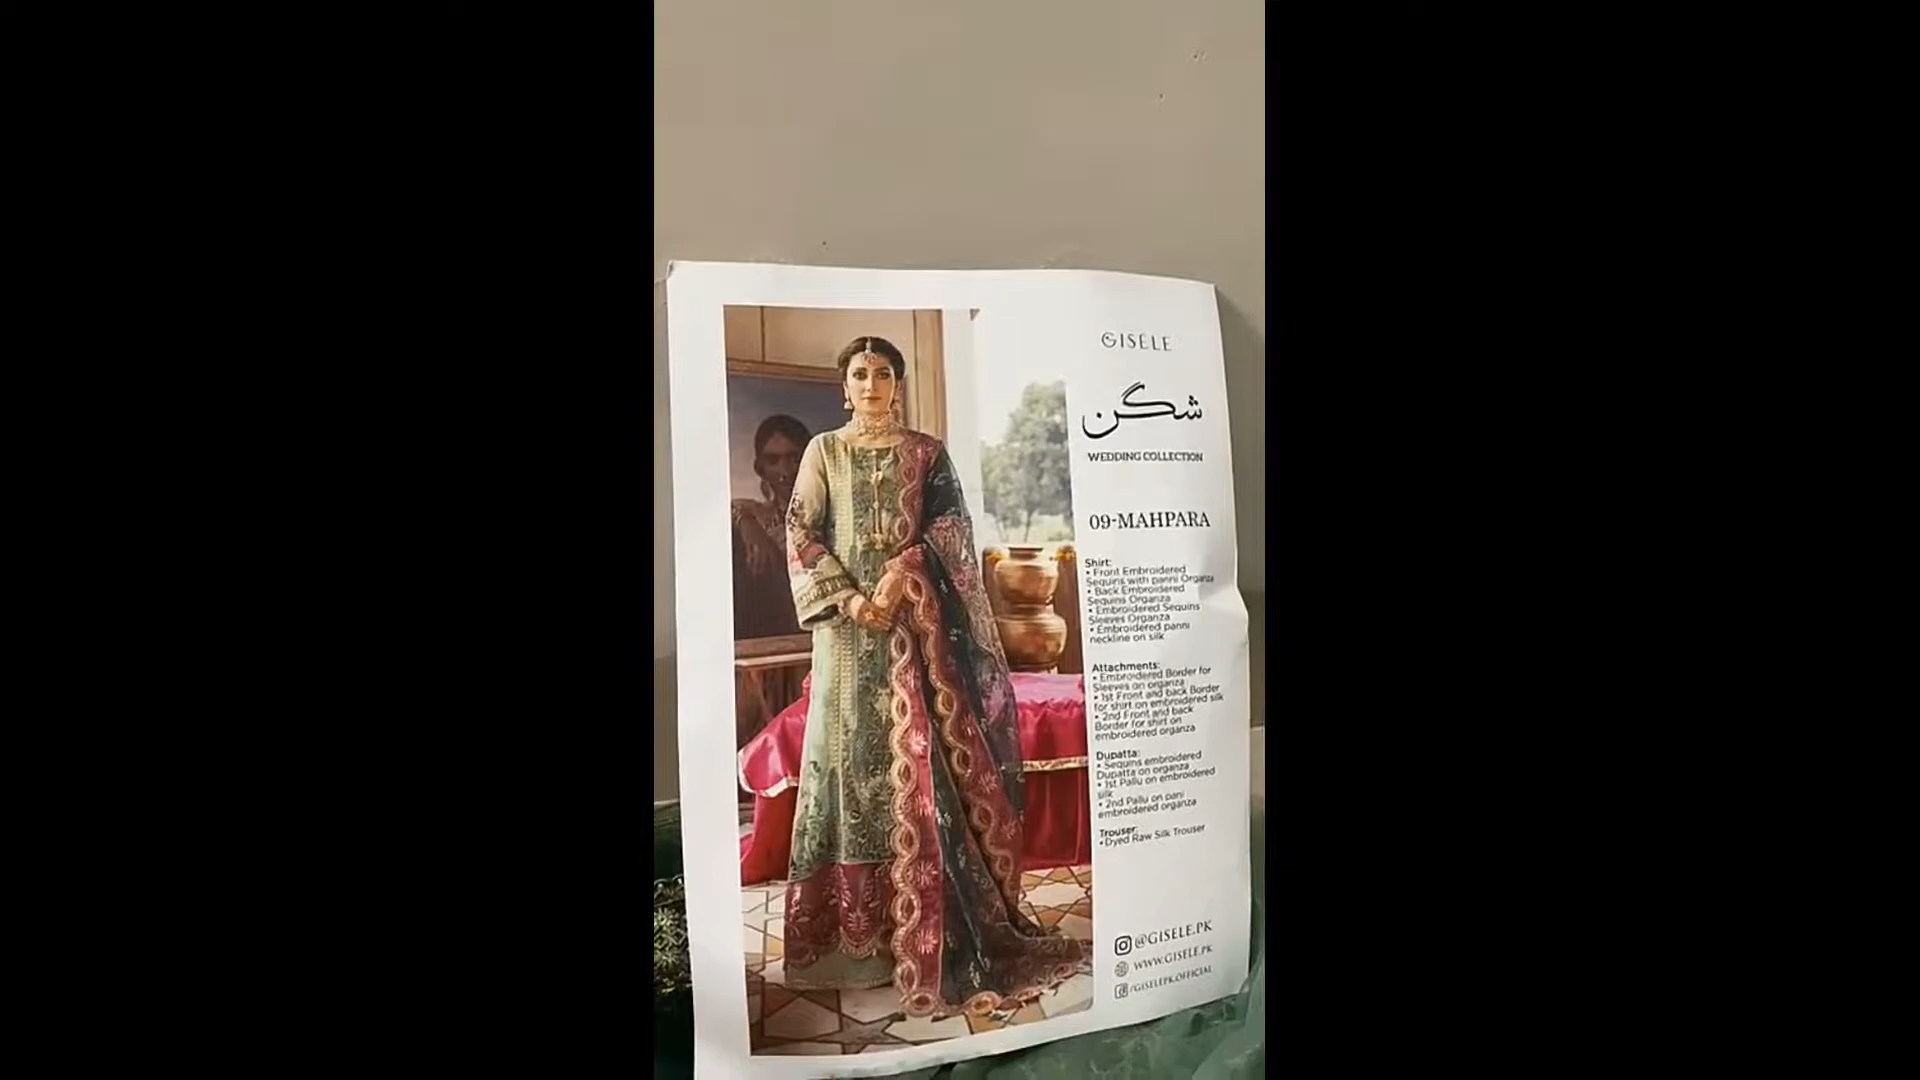 GISELE
شگن
WEDDING COLLECTION
09-MAHPARA
Shirt:
• Front Embroidered
Sequins with panni Organza
• Back Embroidered
Sequins Organza
• Embroidered Sequins
Sleeves Organza
• Embroidered panni
neckline on silk
Attachments:
• Embroidered Border for
Sleeves on organza
• 1st Front and back Border
for shirt on embroidered silk
• 2nd Front and back
Border for shirt on
embroidered organza
Dupatta:
• Sequins embroidered
Dupatta on organza
• 1st Pallu on embroidered
silk
• 2nd Pallu on pani
embroidered organza
Trouser:
• Dyed Raw Silk Trouser
@GISELE.PK
WWW.GISELE.PK
/GISELEPK.OFFICIAL